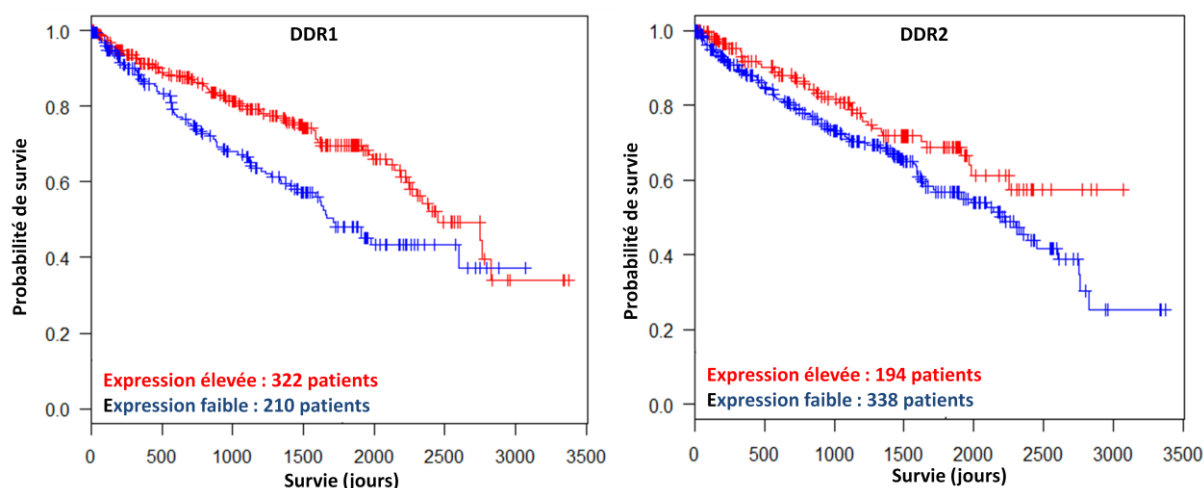 DDR1
Probabilité de survie
1.0
0.8
0.6
0.4
0.2
0.0
Expression élevée : 322 patients
Expression faible : 210 patients
0 500 1000 1500 2000 2500 3000 3500
Survie (jours)
DDR2
Probabilité de survie
1.0
0.8
0.6
0.4
0.2
0.0
Expression élevée : 194 patients
Expression faible : 338 patients
0 500 1000 1500 2000 2500 3000 3500
Survie (jours)